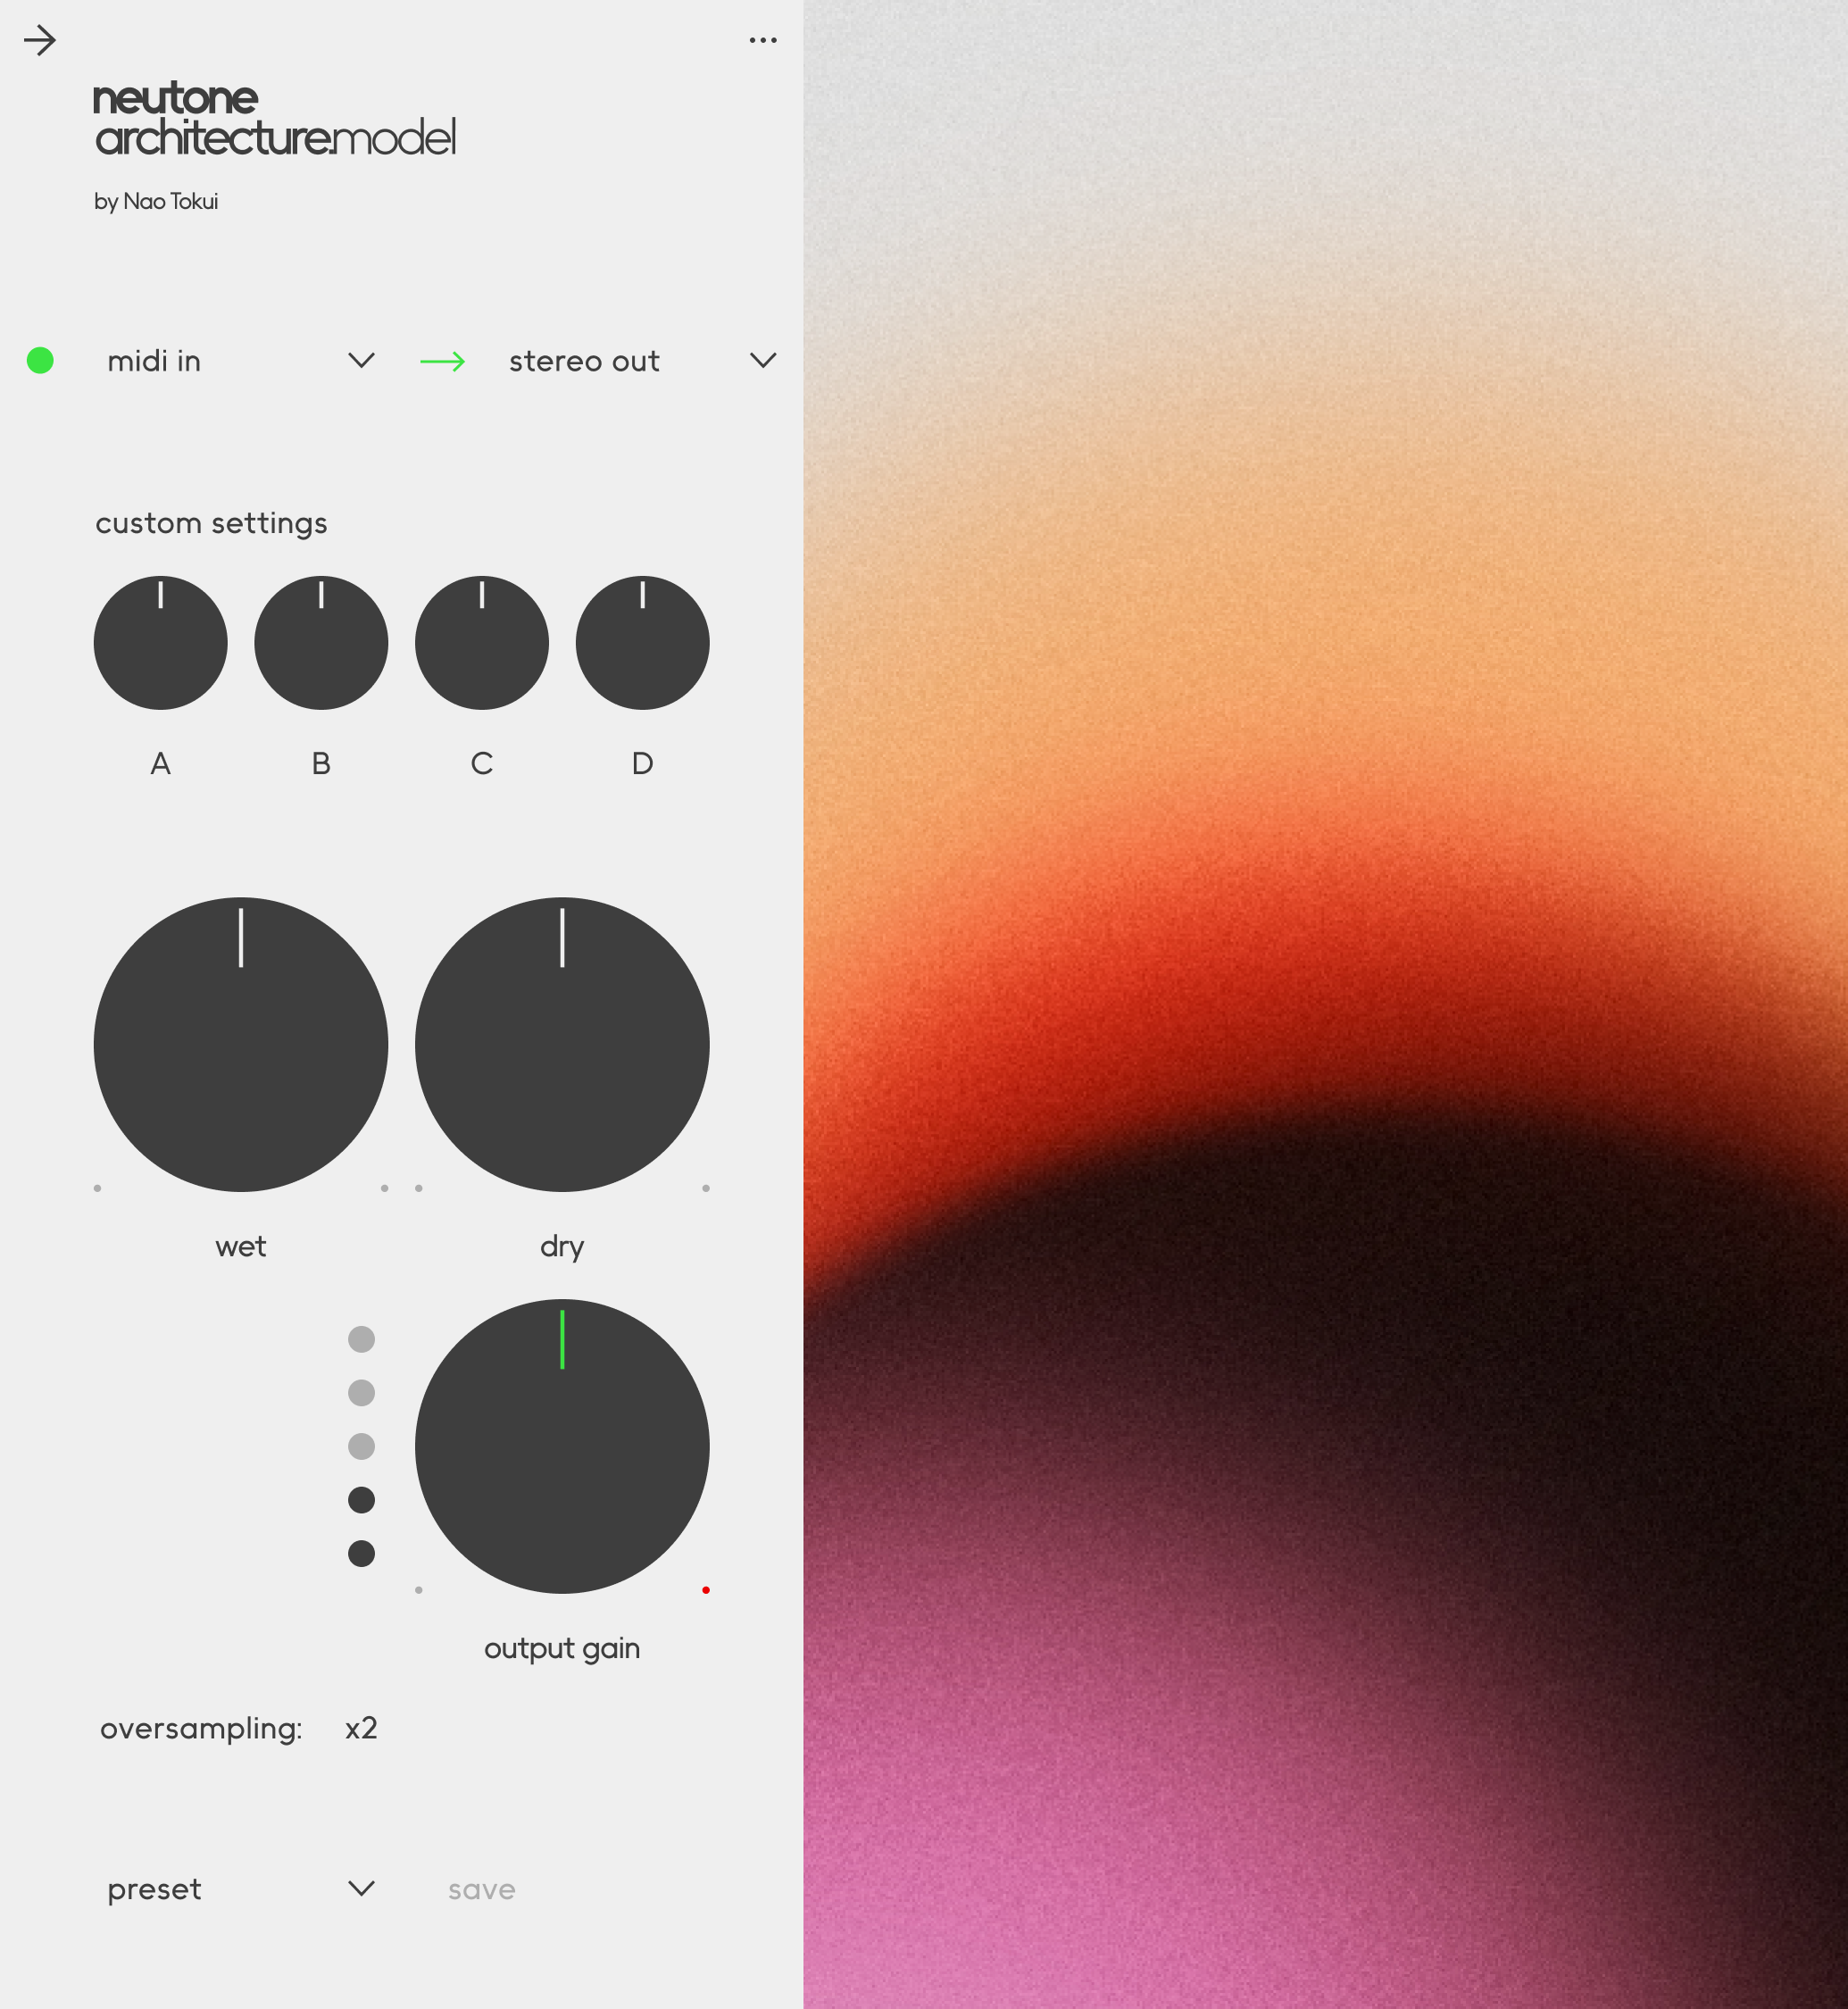 neutone
architecture.model
by Nao Tokui
midi in
stereo out
custom settings
A
B
C
D
wet
dry
output gain
oversampling: x2
preset
save